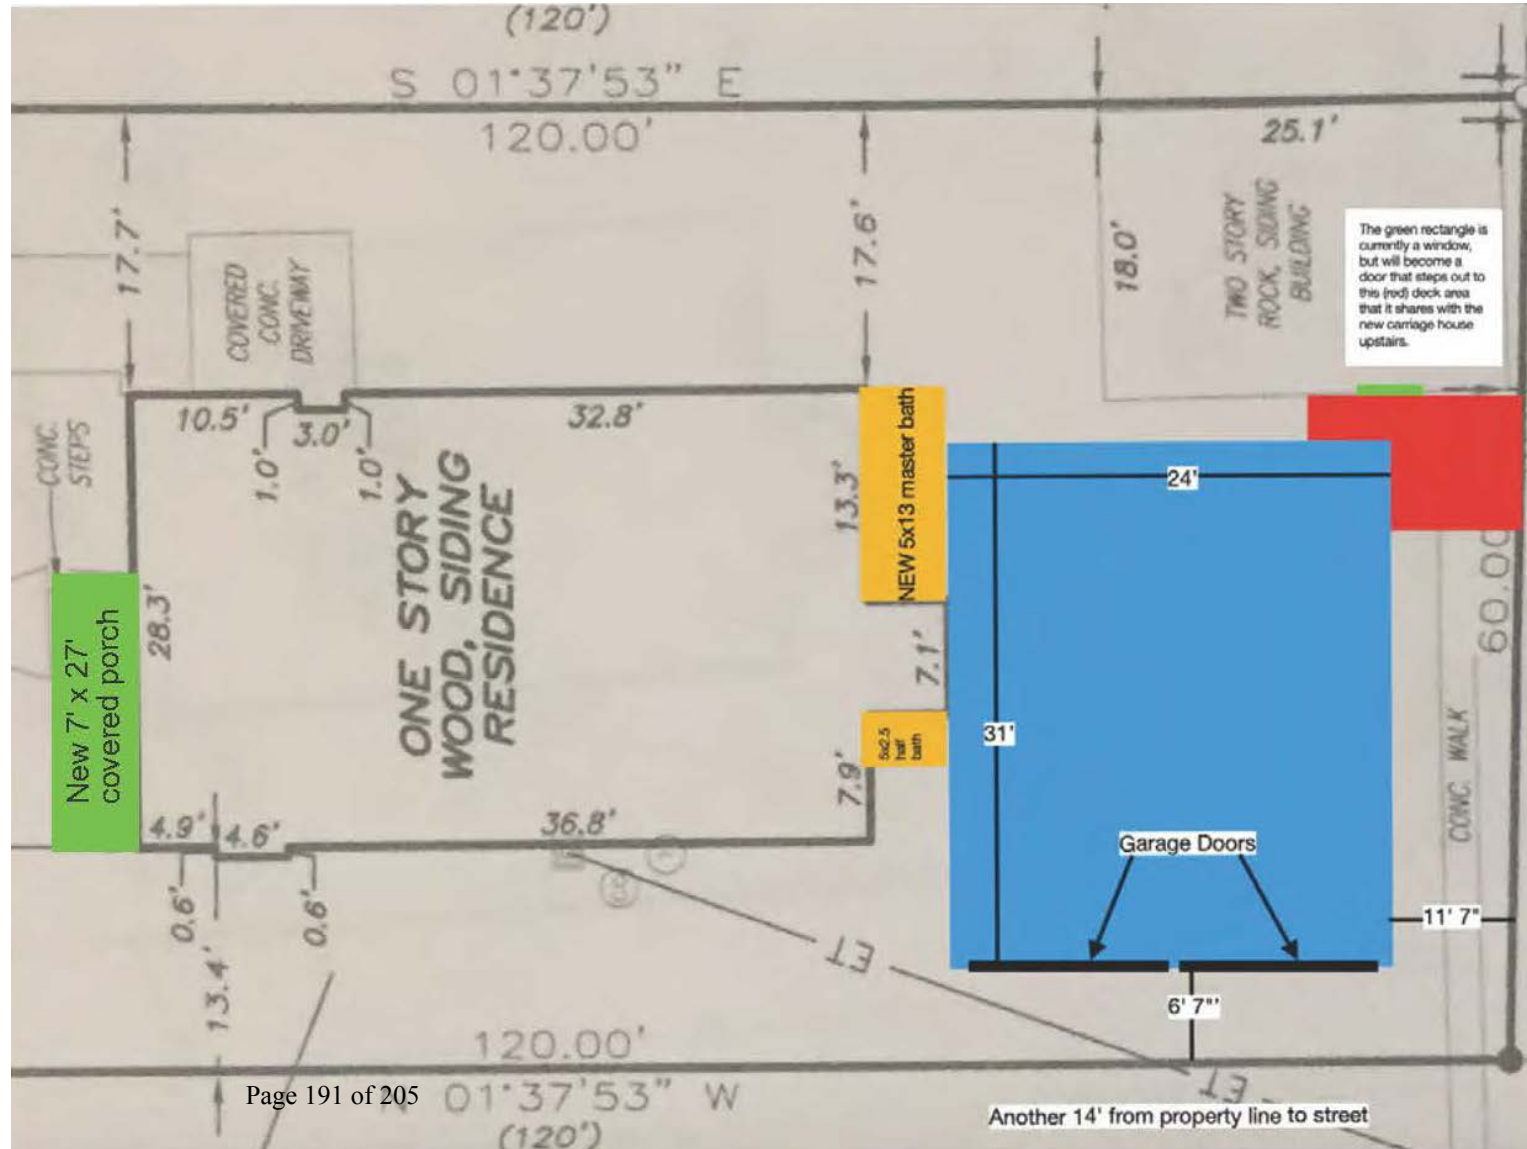 (120')
S 01°37'53" E
120.00'
25.1'
17.7'
17.6'
18.0'
COVERED
CONC.
DRIVEWAY
TWO STORY
ROCK, SIDING
BUILDING
The green rectangle is
currently a window,
but will become a
door that steps out to
this (red) deck area
that it shares with the
new carriage house
upstairs.
CONC.
STEPS
10.5'
3.0'
1.0'
1.0'
32.8'
13.3'
NEW 5x13 master bath
24'
ONE STORY
WOOD, SIDING
RESIDENCE
28.3'
New 7' x 27'
covered porch
7.1'
5x2.5
half
bath
7.9'
31'
60.00
CONC. WALK
4.9'
4.6'
36.8'
0.6'
0.6'
13.4'
Garage Doors
11' 7"
ET
6' 7"'
120.00'
N 01°37'53" W
(120')
Page 191 of 205
ET
Another 14' from property line to street